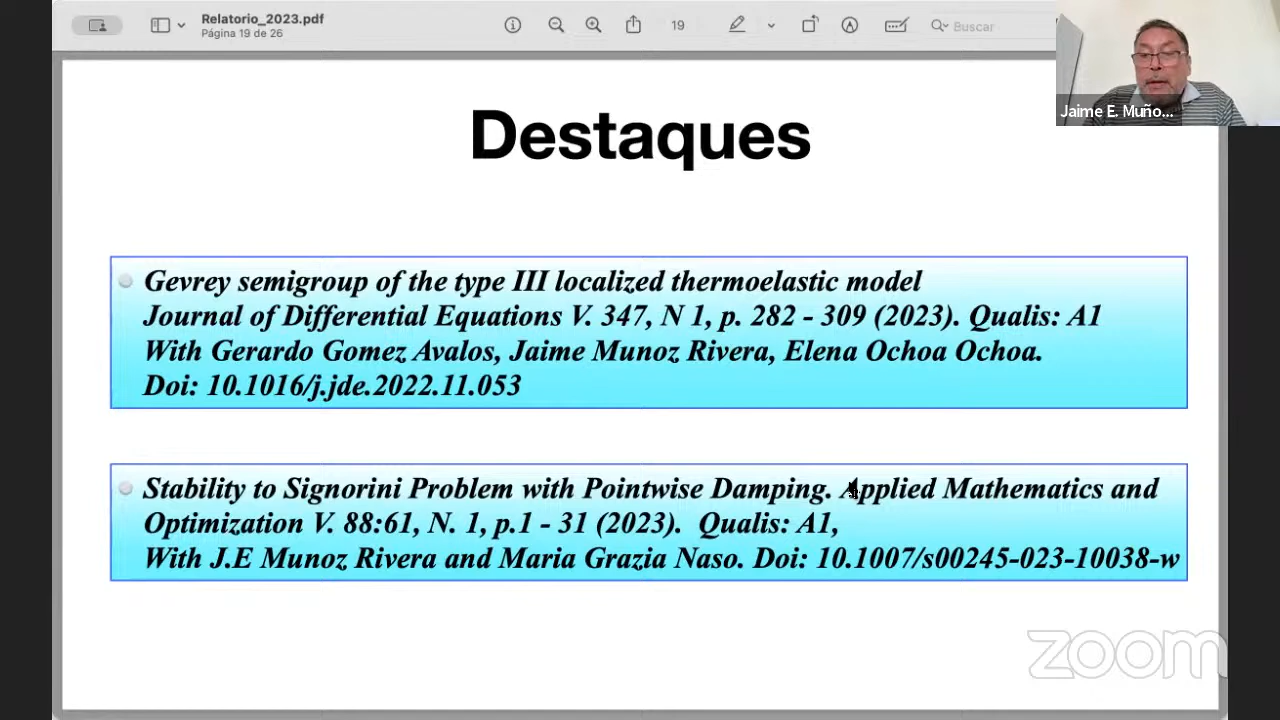 Relatorio_2023.pdf
Página 19 de 26
19
Buscar
Jaime E. Muño...
Destaques
Gevrey semigroup of the type III localized thermoelastic model
Journal of Differential Equations V. 347, N 1, p. 282 - 309 (2023). Qualis: A1
With Gerardo Gomez Avalos, Jaime Munoz Rivera, Elena Ochoa Ochoa.
Doi: 10.1016/j.jde.2022.11.053
Stability to Signorini Problem with Pointwise Damping. Applied Mathematics and
Optimization V. 88:61, N. 1, p.1 - 31 (2023). Qualis: A1,
With J.E Munoz Rivera and Maria Grazia Naso. Doi: 10.1007/s00245-023-10038-w
zoom